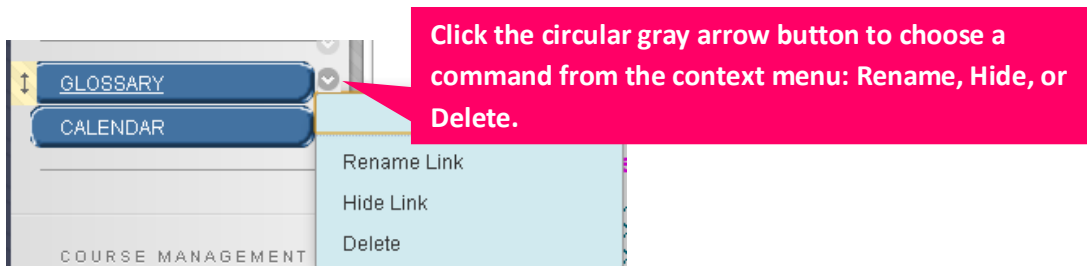 Click the circular gray arrow button to choose a
command from the context menu: Rename, Hide, or
Delete.
GLOSSARY
CALENDAR
Rename Link
Hide Link
Delete
COURSE MANAGEMENT